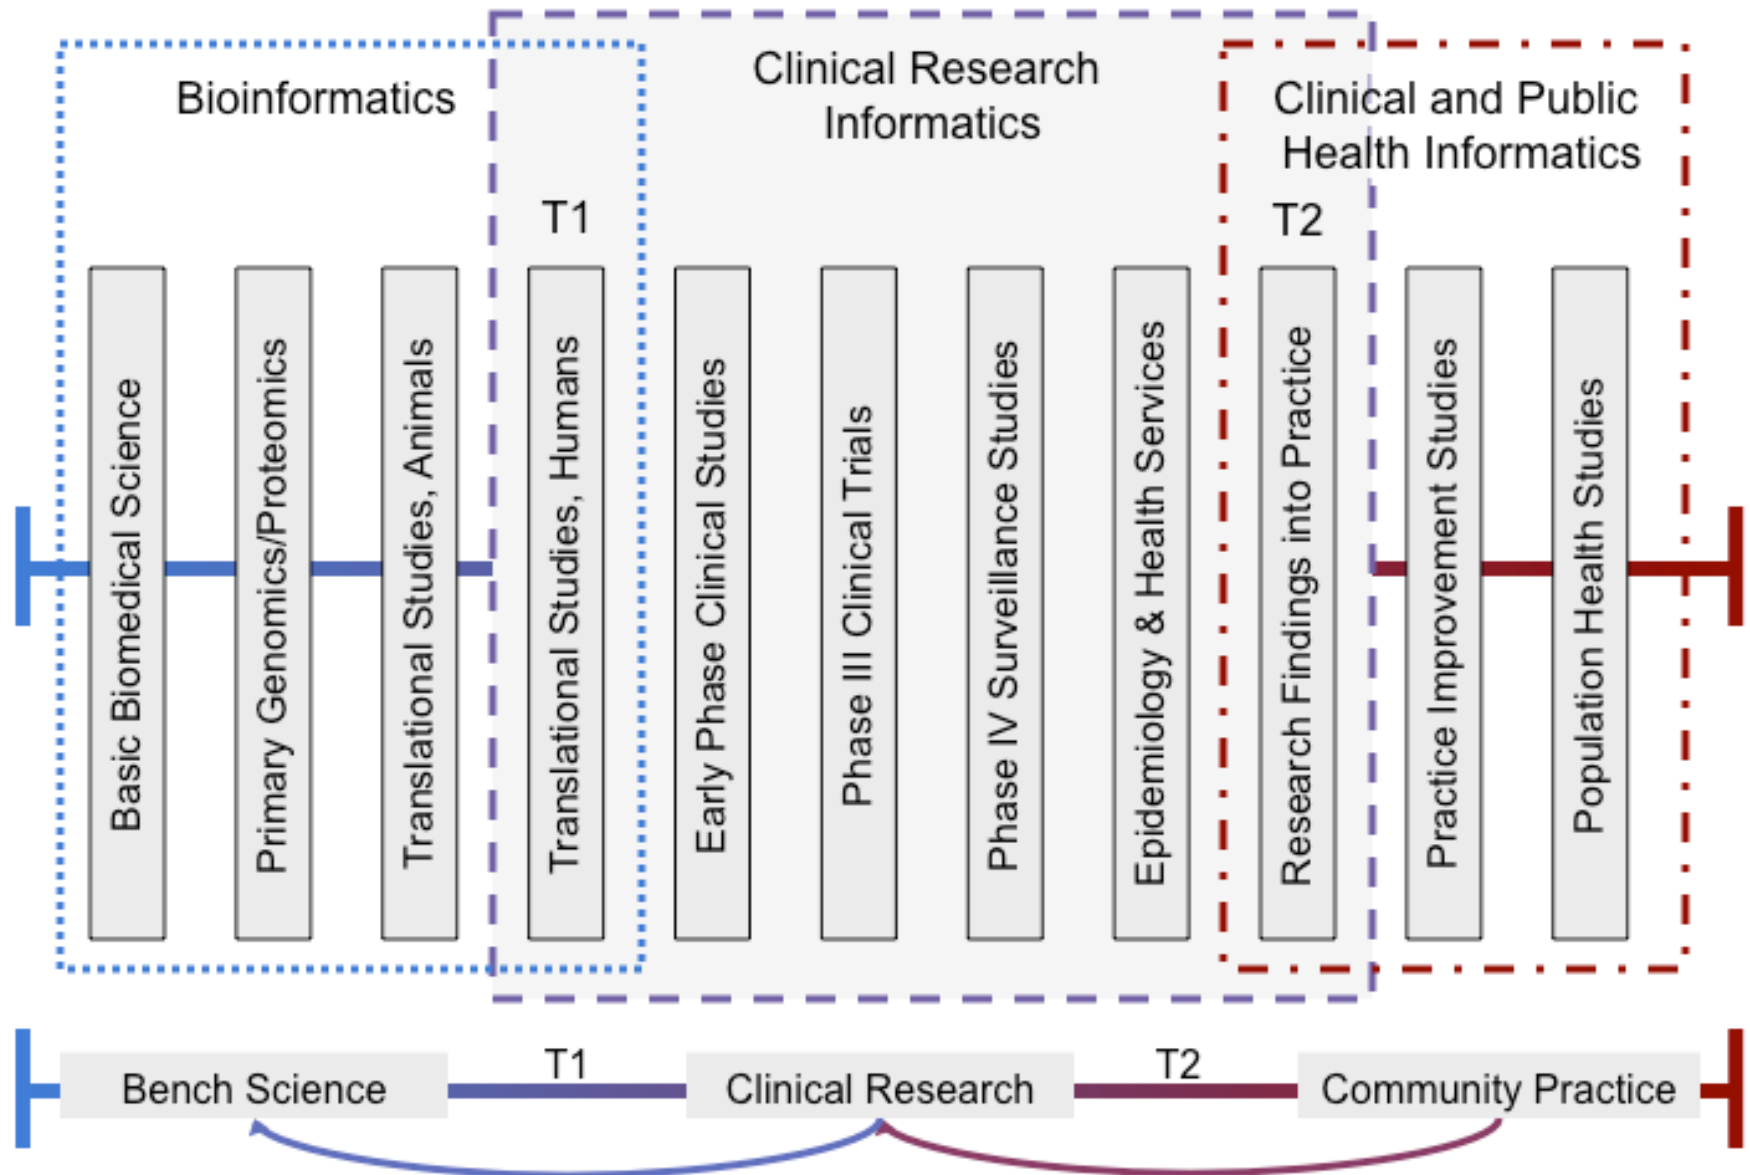 Bioinformatics
Clinical Research
Informatics
Clinical and Public
Health Informatics
T1
T2
Basic Biomedical Science
Primary Genomics/Proteomics
Translational Studies, Animals
Translational Studies, Humans
Early Phase Clinical Studies
Phase III Clinical Trials
Phase IV Surveillance Studies
Epidemiology & Health Services
Research Findings into Practice
Practice Improvement Studies
Population Health Studies
Bench Science
T1
Clinical Research
T2
Community Practice